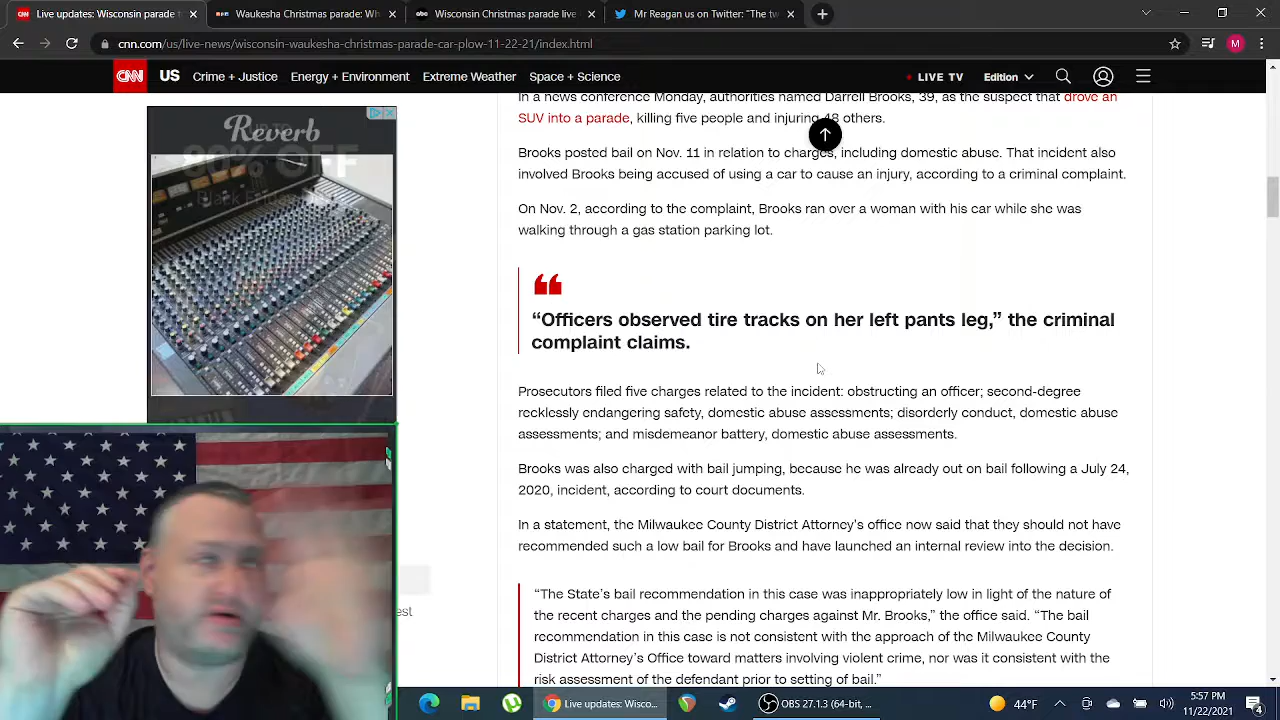 Live updates: Wisconsin parade
Waukesha Christmas parade: Wh
Wisconsin Christmas parade live
Mr Reagan us on Twitter: "The tw
cnn.com/us/live-news/wisconsin-waukesha-christmas-parade-car-plow-11-22-21/index.html
M
CNN US Crime + Justice Energy + Environment Extreme Weather Space + Science LIVE TV Edition
In a news conference Monday, authorities named Darrell Brooks, 39, as the suspect that drove an
SUV into a parade, killing five people and injuring 48 others.
Brooks posted bail on Nov. 11 in relation to charges, including domestic abuse. That incident also
involved Brooks being accused of using a car to cause an injury, according to a criminal complaint.
On Nov. 2, according to the complaint, Brooks ran over a woman with his car while she was
walking through a gas station parking lot.
“Officers observed tire tracks on her left pants leg,” the criminal
complaint claims.
Prosecutors filed five charges related to the incident: obstructing an officer; second-degree
recklessly endangering safety, domestic abuse assessments; disorderly conduct, domestic abuse
assessments; and misdemeanor battery, domestic abuse assessments.
Brooks was also charged with bail jumping, because he was already out on bail following a July 24,
2020, incident, according to court documents.
In a statement, the Milwaukee County District Attorney’s office now said that they should not have
recommended such a low bail for Brooks and have launched an internal review into the decision.
“The State’s bail recommendation in this case was inappropriately low in light of the nature of
the recent charges and the pending charges against Mr. Brooks,” the office said. “The bail
recommendation in this case is not consistent with the approach of the Milwaukee County
District Attorney’s Office toward matters involving violent crime, nor was it consistent with the
risk assessment of the defendant prior to setting of bail.”
Reverb
% OFF
Black Friday
est
Live updates: Wisco...
OBS 27.1.3 (64-bit, ...
44°F
5:57 PM
11/22/2021
4